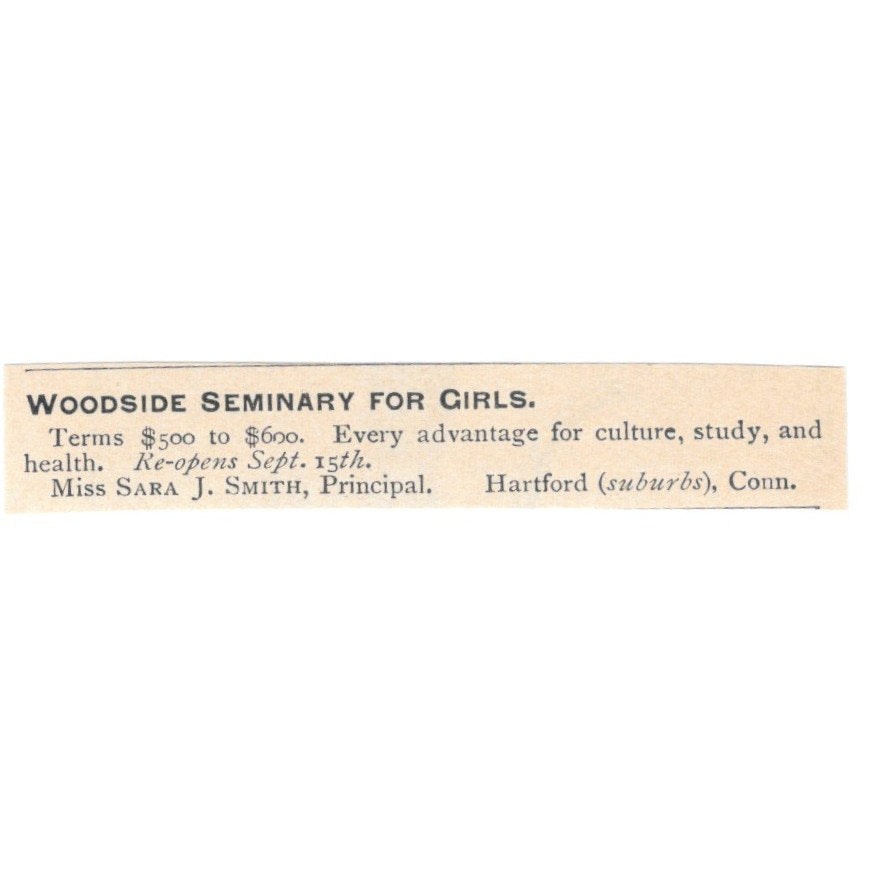 WOODSIDE SEMINARY FOR GIRLS.
Terms $500 to $600. Every advantage for culture, study, and
health. Re-opens Sept. 15th.
Miss SARA J. SMITH, Principal. Hartford (suburbs), Conn.